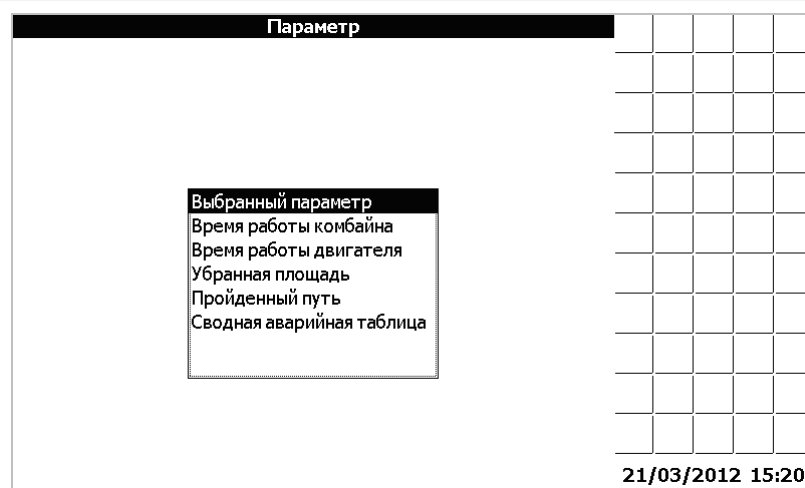 Параметр
Выбранный параметр
Время работы комбайна
Время работы двигателя
Убранная площадь
Пройденный путь
Сводная аварийная таблица
21/03/2012 15:20